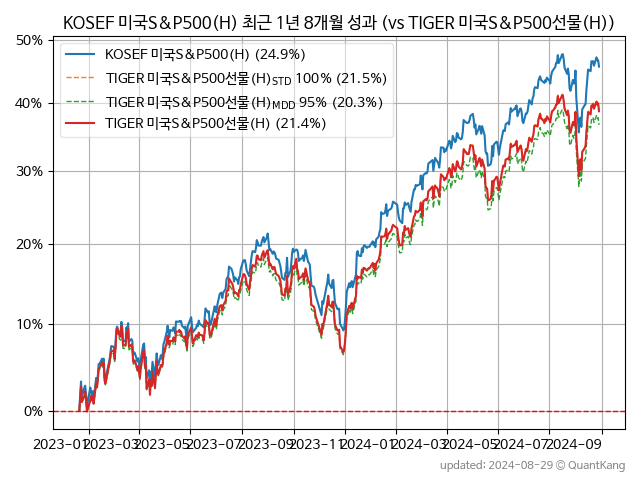 KOSEF 미국S&P500(H) 최근 1년 8개월 성과 (vs TIGER 미국S&P500선물(H))
50%
KOSEF 미국S&P500(H) (24.9%)
TIGER 미국S&P500선물(H)STD 100% (21.5%)
TIGER 미국S&P500선물(H)MDD 95% (20.3%)
TIGER 미국S&P500선물(H) (21.4%)
40%
30%
20%
10%
0%
2023-01 2023-03 2023-05 2023-07 2023-09 2023-11 2024-01 2024-03 2024-05 2024-07 2024-09
updated: 2024-08-29 © QuantKang